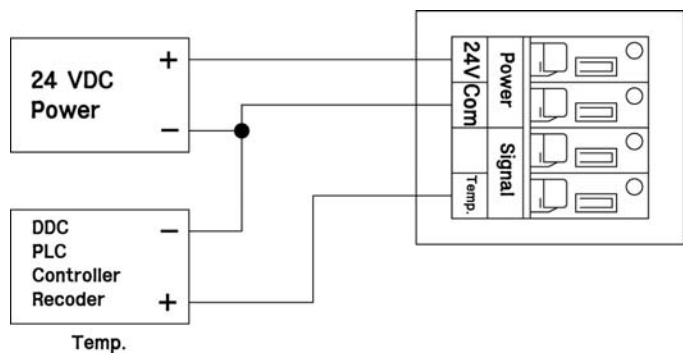 24 VDC
Power
+
−
24V
Com
Power
Signal
Temp.
DDC
PLC
Controller
Recoder
−
+
Temp.